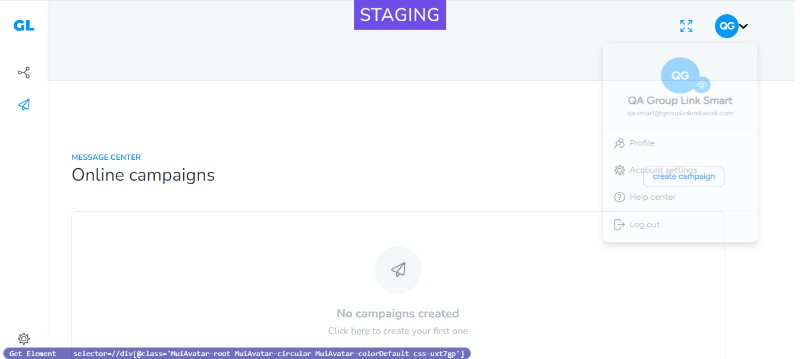 STAGING
GL
QG
QG
QA Group Link Smart
qa-smart@grouplinknetwork.com
Profile
Account settings
create campaign
Help center
Log out
MESSAGE CENTER
Online campaigns
No campaigns created
Click here to create your first one
Get Element selector=//div[@class='MuiAvatar-root MuiAvatar-circular MuiAvatar-colorDefault css-uxt7gp']